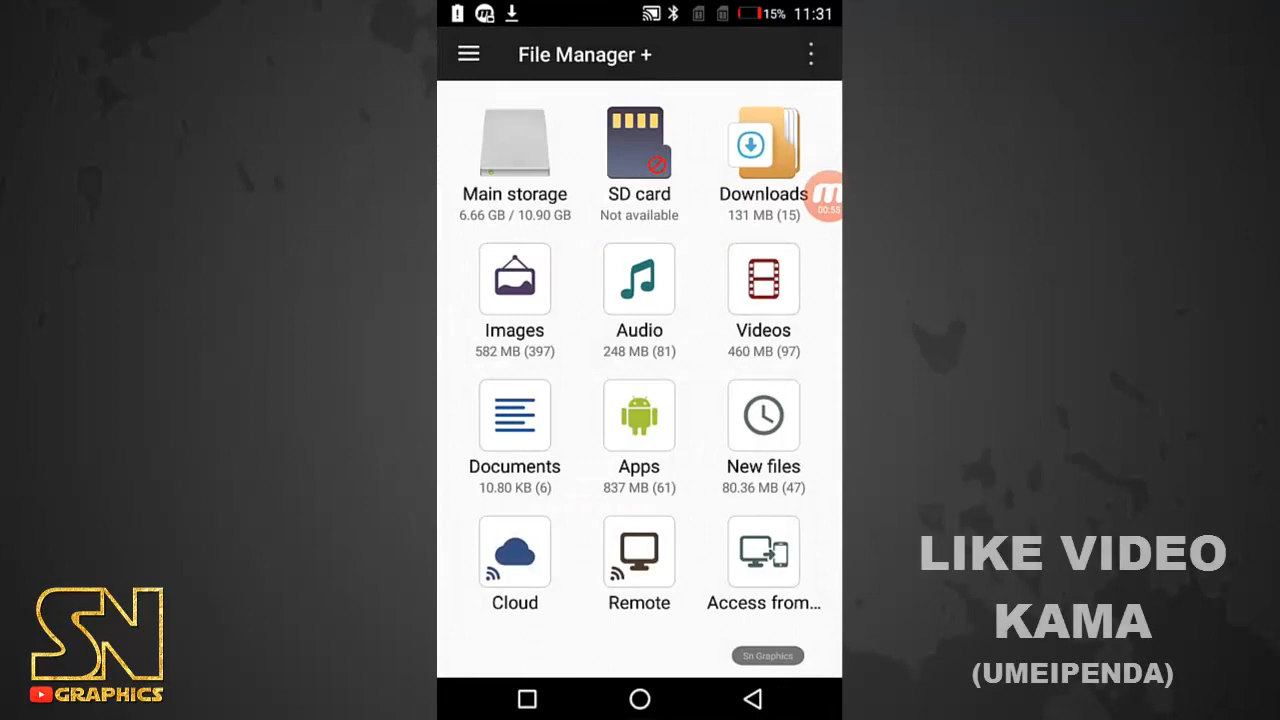 15% 11:31
File Manager +
Main storage
6.66 GB / 10.90 GB
SD card
Not available
Downloads
131 MB (15)
00:55
Images
582 MB (397)
Audio
248 MB (81)
Videos
460 MB (97)
Documents
10.80 KB (6)
Apps
837 MB (61)
New files
80.36 MB (47)
Cloud
Remote
Access from...
Sn Graphics
SN
GRAPHICS
LIKE VIDEO
KAMA
(UMEIPENDA)